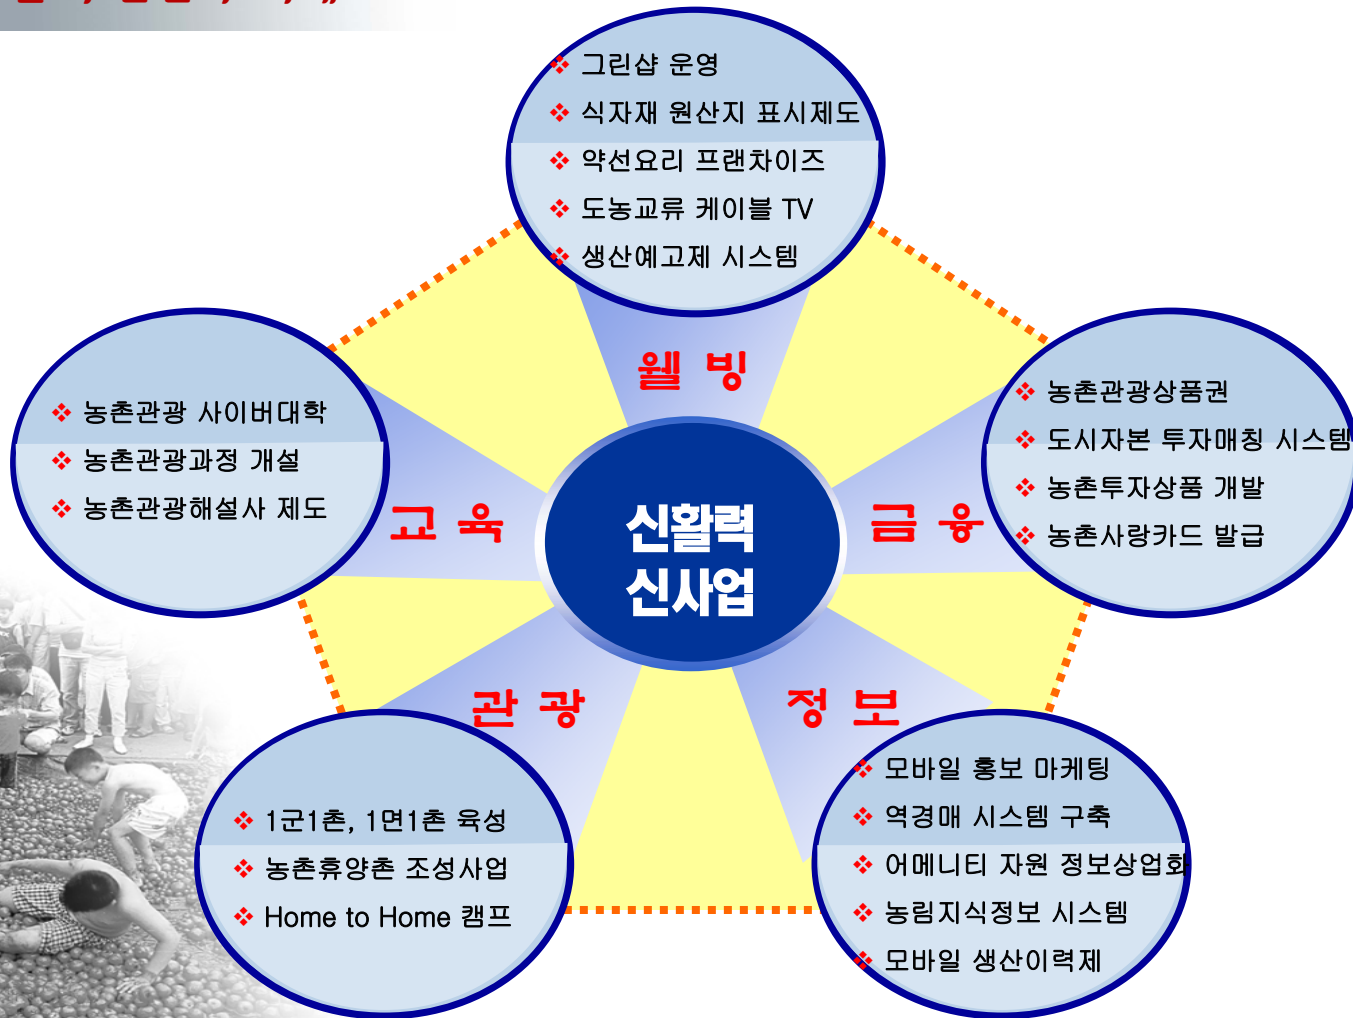 ❖ 그린샵 운영
❖ 식자재 원산지 표시제도
❖ 약선요리 프랜차이즈
❖ 도농교류 케이블 TV
❖ 생산예고제 시스템
웰 빙
❖ 농촌관광 사이버대학
❖ 농촌관광과정 개설
❖ 농촌관광해설사 제도
교 육
신활력
신사업
금 융
❖ 농촌관광상품권
❖ 도시자본 투자매칭 시스템
❖ 농촌투자상품 개발
❖ 농촌사랑카드 발급
관 광
❖ 1군1촌, 1면1촌 육성
❖ 농촌휴양촌 조성사업
❖ Home to Home 캠프
정 보
❖ 모바일 홍보 마케팅
❖ 역경매 시스템 구축
❖ 어메니티 자원 정보상업화
❖ 농림지식정보 시스템
❖ 모바일 생산이력제